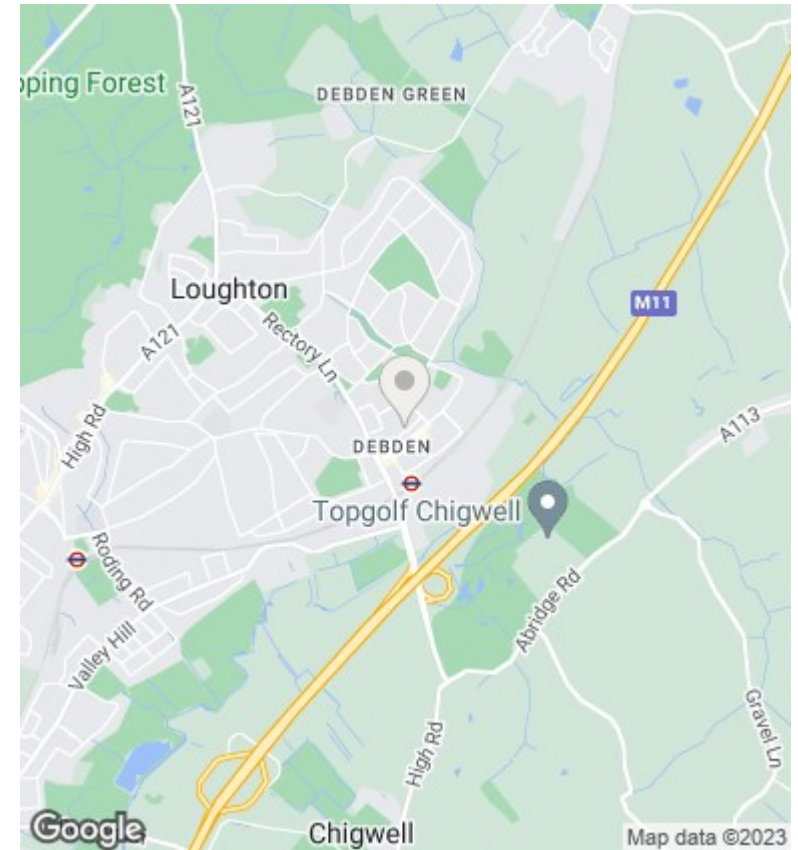 oping Forest
A121
DEBDEN GREEN
M11
Loughton
A121
Rectory Ln
High Rd
A113
DEBDEN
Topgolf Chigwell
Roding Rd
Abridge Rd
Valley Hill
Gravel Ln
High Rd
Google
Chigwell
Map data ©2023